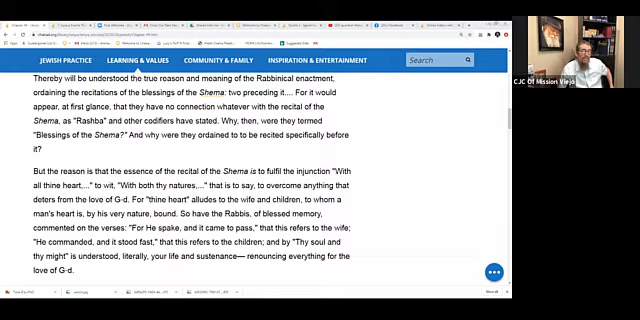 JEWISH PRACTICE LEARNING & VALUES COMMUNITY & FAMILY INSPIRATION & ENTERTAINMENT Search
Thereby will be understood the true reason and meaning of the Rabbinical enactment,
ordaining the recitations of the blessings of the Shema: two preceding it.... For it would
appear, at first glance, that they have no connection whatever with the recital of the
Shema, as "Rashba" and other codifiers have stated. Why, then, were they termed
"Blessings of the Shema?" And why were they ordained to to be recited specifically before
it?
But the reason is that the essence of the recital of the Shema is to fulfil the injunction "With
all thine heart,..." to wit, "With both thy natures,..." that is to say, to overcome anything that
deters from the love of G-d. For "thine heart" alludes to the wife and children, to whom a
man's heart is, by his very nature, bound. So have the Rabbis, of blessed memory,
commented on the verses: "For He spake, and it came to pass," that this refers to the wife;
"He commanded, and it stood fast," that this refers to the children; and by "Thy soul and
thy might" is understood, literally, your life and sustenance— renouncing everything for the
love of G-d.
CJC Of Mission Viejo
Show all